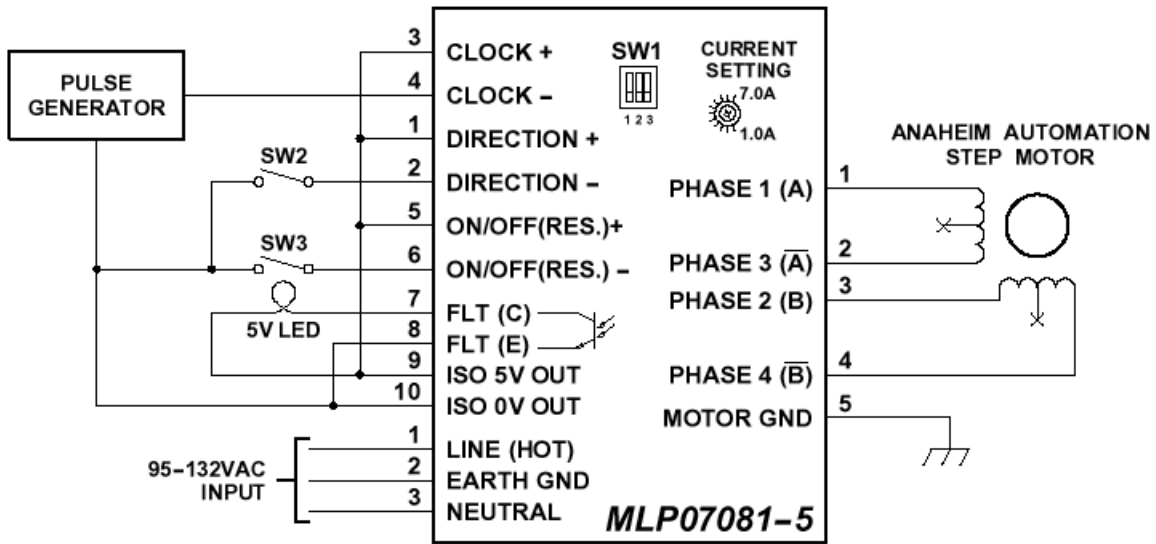 PULSE
GENERATOR
SW2
SW3
5V LED
95-132VAC
INPUT
3 CLOCK +
4 CLOCK -
1 DIRECTION +
2 DIRECTION -
5 ON/OFF(RES.)+
6 ON/OFF(RES.) -
7 FLT (C)
8 FLT (E)
9 ISO 5V OUT
10 ISO 0V OUT
1 LINE (HOT)
2 EARTH GND
3 NEUTRAL
SW1
1 2 3
CURRENT
SETTING
7.0A
1.0A
PHASE 1 (A) 1
PHASE 3 (A̅) 2
PHASE 2 (B) 3
PHASE 4 (B̅) 4
MOTOR GND 5
MLP07081-5
ANAHEIM AUTOMATION
STEP MOTOR